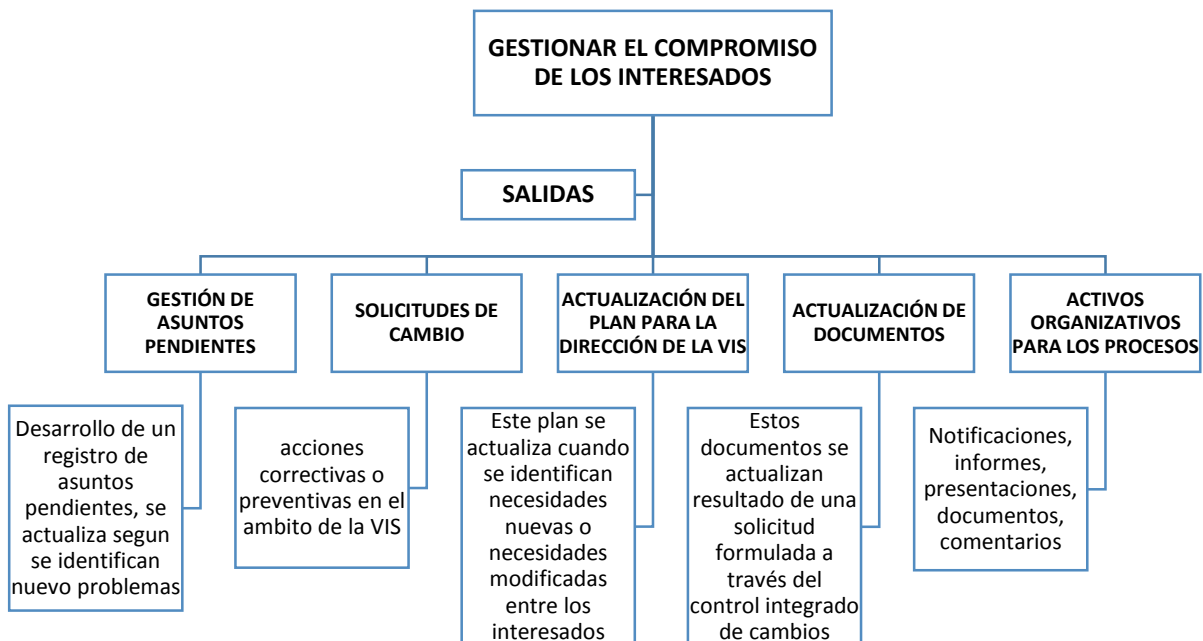 GESTIONAR EL COMPROMISO
DE LOS INTERESADOS
SALIDAS
GESTIÓN DE
ASUNTOS
PENDIENTES
Desarrollo de un
registro de
asuntos
pendientes, se
actualiza segun
se identifican
nuevo problemas
SOLICITUDES DE
CAMBIO
acciones
correctivas o
preventivas en el
ambito de la VIS
ACTUALIZACIÓN DEL
PLAN PARA LA
DIRECCIÓN DE LA VIS
Este plan se
actualiza cuando
se identifican
necesidades
nuevas o
necesidades
modificadas
entre los
interesados
ACTUALIZACIÓN DE
DOCUMENTOS
Estos
documentos se
actualizan
resultado de una
solicitud
formulada a
través del
control integrado
de cambios
ACTIVOS
ORGANIZATIVOS
PARA LOS PROCESOS
Notificaciones,
informes,
presentaciones,
documentos,
comentarios